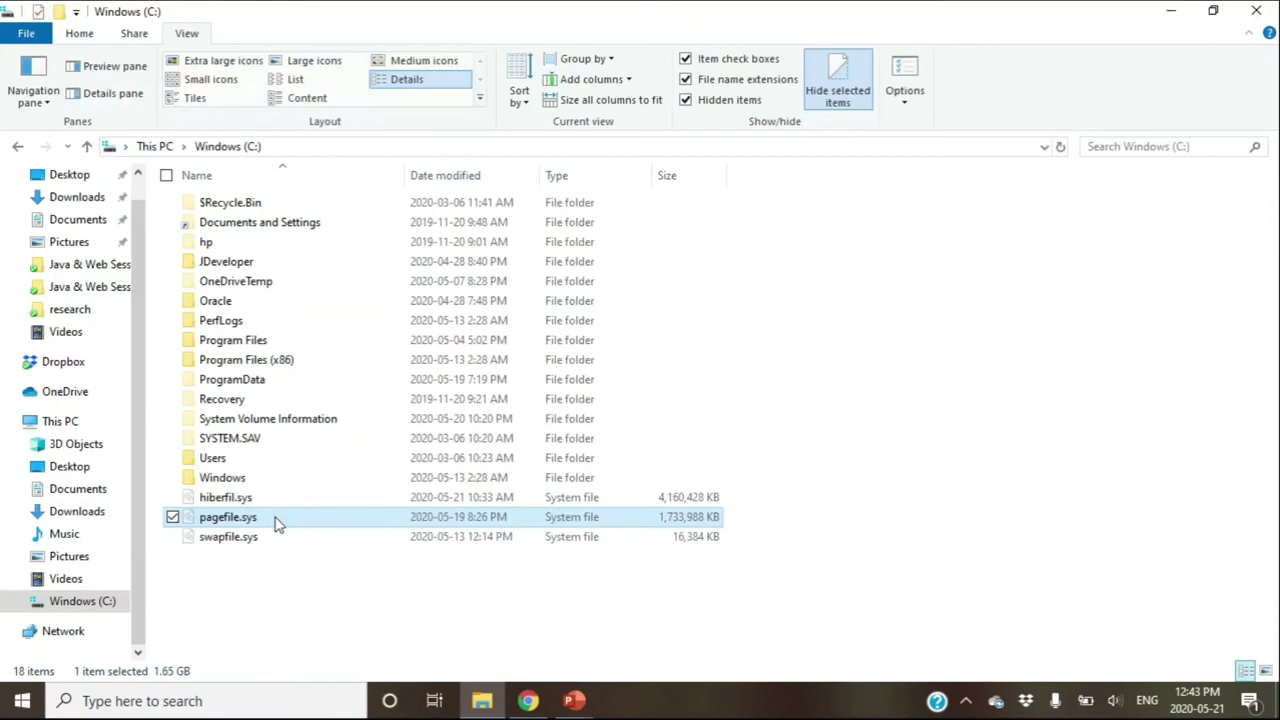 Windows (C:)
File Home Share View
Navigation pane
Preview pane
Details pane
Panes
Extra large icons Large icons Medium icons
Small icons List Details
Tiles Content
Layout
Sort by
Group by
Add columns
Size all columns to fit
Current view
Item check boxes
File name extensions
Hidden items
Hide selected items
Show/hide
Options
This PC > Windows (C:)
Search Windows (C:)
Desktop
Downloads
Documents
Pictures
Java & Web Sess
Java & Web Sess
research
Videos
Dropbox
OneDrive
This PC
3D Objects
Desktop
Documents
Downloads
Music
Pictures
Videos
Windows (C:)
Network
Name Date modified Type Size
$Recycle.Bin 2020-03-06 11:41 AM File folder
Documents and Settings 2019-11-20 9:48 AM File folder
hp 2019-11-20 9:01 AM File folder
JDeveloper 2020-04-28 8:40 PM File folder
OneDriveTemp 2020-05-07 8:28 PM File folder
Oracle 2020-04-28 7:48 PM File folder
PerfLogs 2020-05-13 2:28 AM File folder
Program Files 2020-05-04 5:02 PM File folder
Program Files (x86) 2020-05-13 2:28 AM File folder
ProgramData 2020-05-19 7:19 PM File folder
Recovery 2019-11-20 9:21 AM File folder
System Volume Information 2020-05-20 10:20 PM File folder
SYSTEM.SAV 2020-03-06 10:20 AM File folder
Users 2020-03-06 10:23 AM File folder
Windows 2020-05-13 2:28 AM File folder
hiberfil.sys 2020-05-21 10:33 AM System file 4,160,428 KB
pagefile.sys 2020-05-19 8:26 PM System file 1,733,988 KB
swapfile.sys 2020-05-13 12:14 PM System file 16,384 KB
18 items 1 item selected 1.65 GB
Type here to search
ENG
12:43 PM
2020-05-21
1